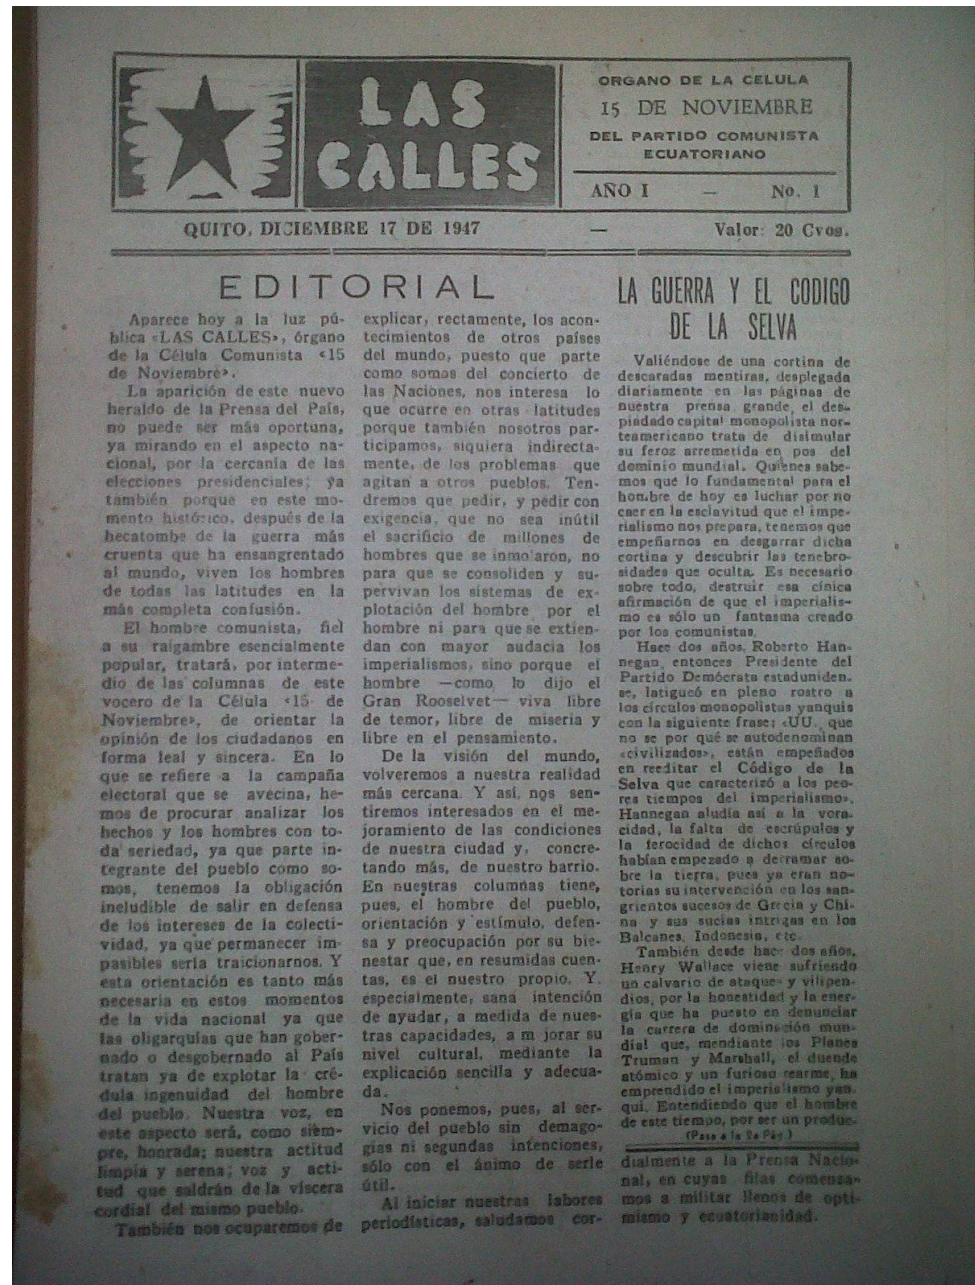 LAS
CALLES
ORGANO DE LA CELULA
15 DE NOVIEMBRE
DEL PARTIDO COMUNISTA
ECUATORIANO
AÑO I — No. 1
QUITO, DICIEMBRE 17 DE 1947 — Valor: 20 Cvos.
EDITORIAL
Aparece hoy a la luz pú-
blica «LAS CALLES», órgano
de la Célula Comunista «15
de Noviembre».
La aparición de este nuevo
heraldo de la Prensa del País,
no puede ser más oportuna,
ya mirando en el aspecto na-
cional, por la cercanía de las
elecciones presidenciales; ya
también porque en este mo-
mento histórico, después de la
hecatombe de la guerra más
cruenta que ha ensangrentado
al mundo, viven los hombres
de todas las latitudes en la
más completa confusión.
El hombre comunista, fiel
a su raigambre esencialmente
popular, tratará, por interme-
dio de las columnas de este
vocero de la Célula «15 de
Noviembre», de orientar la
opinión de los ciudadanos en
forma leal y sincera. En lo
que se refiere a la campaña
electoral que se avecina, he-
mos de procurar analizar los
hechos y los hombres con to-
da seriedad, ya que parte in-
tegrante del pueblo como so-
mos, tenemos la obligación
ineludible de salir en defensa
de los intereses de la colecti-
vidad, ya que permanecer im-
pasibles sería traicionarnos. Y
esta orientación es tanto más
necesaria en estos momentos
de la vida nacional ya que
las oligarquías que han gober-
nado o desgobernado al País
tratan ya de explotar la cré-
dula ingenuidad del hombre
del pueblo. Nuestra voz, en
este aspecto será, como siem-
pre, honrada; nuestra actitud
limpia y serena; voz y acti-
tud que saldrán de la víscera
cordial del mismo pueblo.
También nos ocuparemos de
explicar, rectamente, los acon-
tecimientos de otros países
del mundo, puesto que parte
como somos del concierto de
las Naciones, nos interesa lo
que ocurre en otras latitudes
porque también nosotros par-
ticipamos, siquiera indirecta-
mente, de los problemas que
agitan a otros pueblos. Ten-
dremos que pedir, y pedir con
exigencia, que no sea inútil
el sacrificio de millones de
hombres que se inmolaron, no
para que se consoliden y su-
pervivan los sistemas de ex-
plotación del hombre por el
hombre ni para que se extien-
dan con mayor audacia los
imperialismos, sino porque el
hombre —como lo dijo el
Gran Rooselvet— viva libre
de temor, libre de miseria y
libre en el pensamiento.
De la visión del mundo,
volveremos a nuestra realidad
más cercana. Y así, nos sen-
tiremos interesados en el me-
joramiento de las condiciones
de nuestra ciudad y, concre-
tando más, de nuestro barrio.
En nuestras columnas tiene,
pues, el hombre del pueblo,
orientación y estímulo, defen-
sa y preocupación por su bie-
nestar que, en resumidas cuen-
tas, es el nuestro propio. Y,
especialmente, sana intención
de ayudar, a medida de nues-
tras capacidades, a m jorar su
nivel cultural, mediante la
explicación sencilla y adecua-
da.
Nos ponemos, pues, al ser-
vicio del pueblo sin demago-
gias ni segundas intenciones,
sólo con el ánimo de serle
útil.
Al iniciar nuestras labores
periodísticas, saludamos cor-
LA GUERRA Y EL CODIGO
DE LA SELVA
Valiéndose de una cortina de
descaradas mentiras, desplegada
diariamente en las páginas de
nuestra prensa grande, el des-
piadado capital monopolista nor-
teamericano trata de disimular
su feroz arremetida en pos del
dominio mundial. Quienes sabe-
mos que lo fundamental para el
hombre de hoy es luchar por no
caer en la esclavitud que el impe-
rialismo nos prepara, tenemos que
empeñarnos en desgarrar dicha
cortina y descubrir las tenebro-
sidades que oculta. Es necesario
sobre todo, destruir esa cínica
afirmación de que el imperialis-
mo es sólo un fantasma creado
por los comunistas.
Hace dos años, Roberto Han-
negan, entonces Presidente del
Partido Demócrata estaduniden-
se, latigucó en pleno rostro a
los círculos monopolistas yanquis
con la siguiente frase: «UU. que
no se por qué se autodenominan
«civilizados», están empeñados
en reeditar el Código de la
Selva que caracterizó a los peo-
res tiempos del imperialismo».
Hannegan aludía así a la vora-
cidad, la falta de escrúpulos y
la ferocidad de dichos círculos
habían empezado a derramar so-
bre la tierra, pues ya eran no-
torias su intervención en los san-
grientos sucesos de Grecia y Chi-
na y sus sucias intrigas en los
Balcanes, Indonesia, etc.
También desde hace dos años,
Henry Wallace viene sufriendo
un calvario de ataques y vilipen-
dios, por la honestidad y la ener-
gía que ha puesto en denunciar
la carrera de dominación mun-
dial que, mendiante los Planes
Truman y Marshall, el duende
atómico y un furioso rearme, ha
emprendido el imperialismo yan-
qui. Entendiendo que el hombre
de este tiempo, por ser un produc-
(Pasa a la 2a Pág.)
dialmente a la Prensa Nacio-
nal, en cuyas filas comensa-
mos a militar llenos de opti-
mismo y ecuatorianidad.